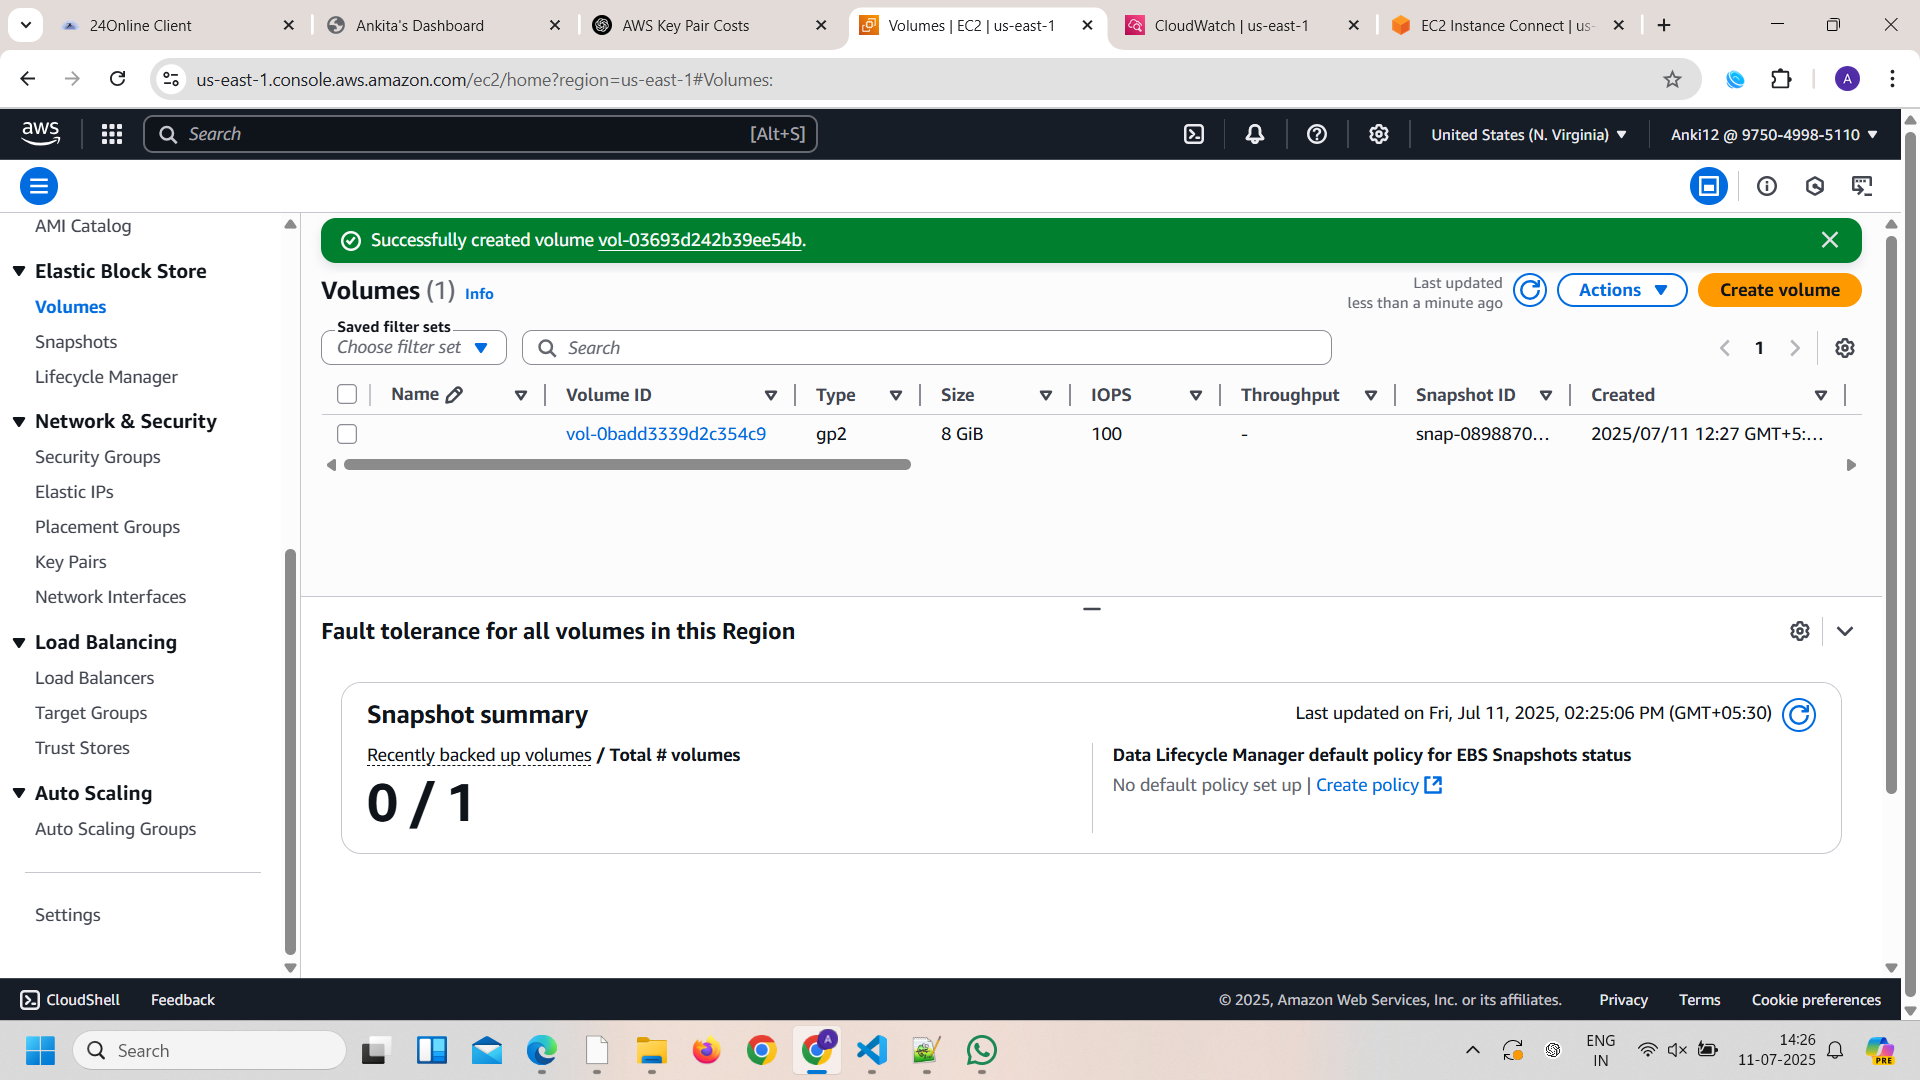 24Online Client
Ankita's Dashboard
AWS Key Pair Costs
Volumes | EC2 | us-east-1
CloudWatch | us-east-1
EC2 Instance Connect | us-
us-east-1.console.aws.amazon.com/ec2/home?region=us-east-1#Volumes:
A
aws
Search
[Alt+S]
United States (N. Virginia)
Anki12 @ 9750-4998-5110
AMI Catalog
Elastic Block Store
Volumes
Snapshots
Lifecycle Manager
Network & Security
Security Groups
Elastic IPs
Placement Groups
Key Pairs
Network Interfaces
Load Balancing
Load Balancers
Target Groups
Trust Stores
Auto Scaling
Auto Scaling Groups
Settings
Successfully created volume vol-03693d242b39ee54b.
Volumes (1) Info
Last updated
less than a minute ago
Actions
Create volume
Saved filter sets
Choose filter set
Search
1
Name Volume ID Type Size IOPS Throughput Snapshot ID Created
vol-0badd3339d2c354c9 gp2 8 GiB 100 - snap-0898870... 2025/07/11 12:27 GMT+5:...
Fault tolerance for all volumes in this Region
Snapshot summary
Last updated on Fri, Jul 11, 2025, 02:25:06 PM (GMT+05:30)
Recently backed up volumes / Total # volumes
0 / 1
Data Lifecycle Manager default policy for EBS Snapshots status
No default policy set up | Create policy
CloudShell
Feedback
© 2025, Amazon Web Services, Inc. or its affiliates.
Privacy
Terms
Cookie preferences
Search
A
ENG
IN
14:26
11-07-2025
PRE